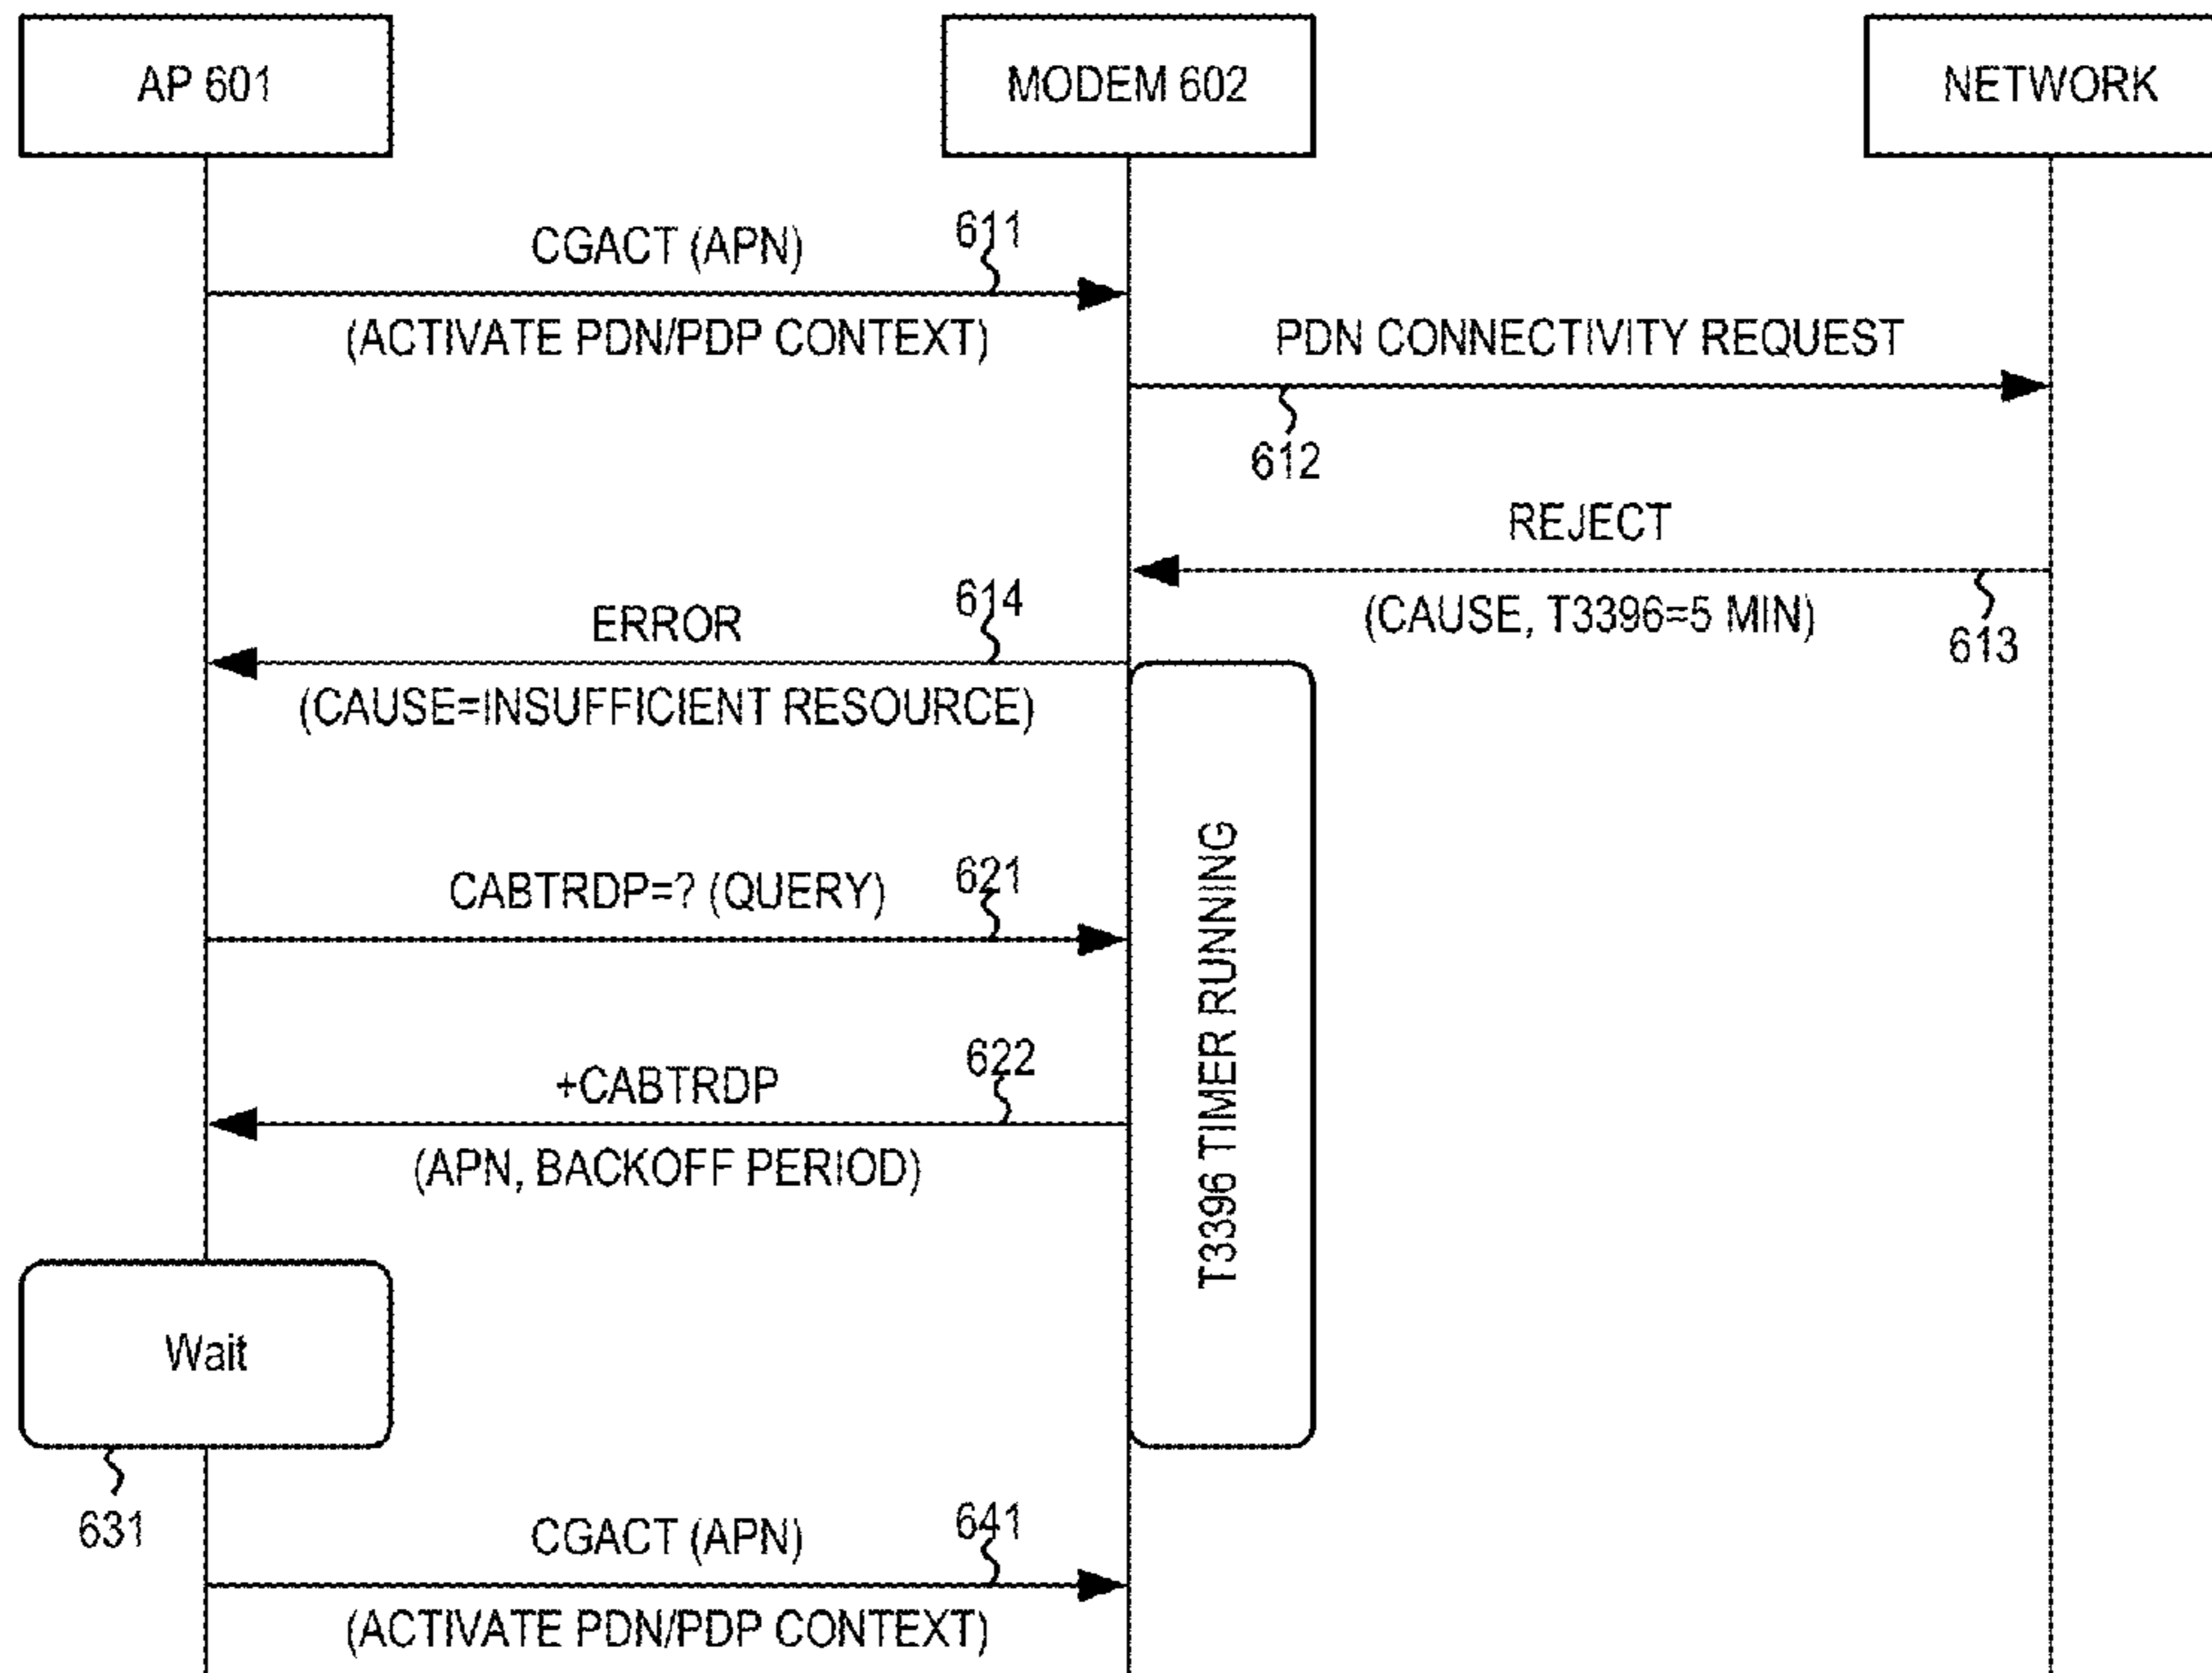 AP 601
MODEM 602
NETWORK
CGACT (APN)
611
(ACTIVATE PDN/PDP CONTEXT)
PDN CONNECTIVITY REQUEST
612
REJECT
614
ERROR
(CAUSE, T3396=5 MIN)
613
(CAUSE=INSUFFICIENT RESOURCE)
CABTRDP=? (QUERY)
621
T3396 TIMER RUNNING
622
+CABTRDP
(APN, BACKOFF PERIOD)
Wait
631
CGACT (APN)
641
(ACTIVATE PDN/PDP CONTEXT)